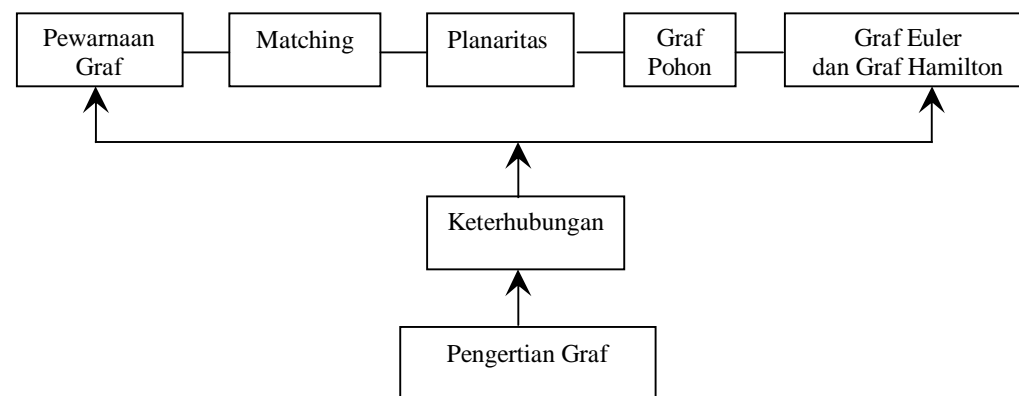 Pewarnaan
Graf
Matching
Planaritas
Graf
Pohon
Graf Euler
dan Graf Hamilton
Keterhubungan
Pengertian Graf